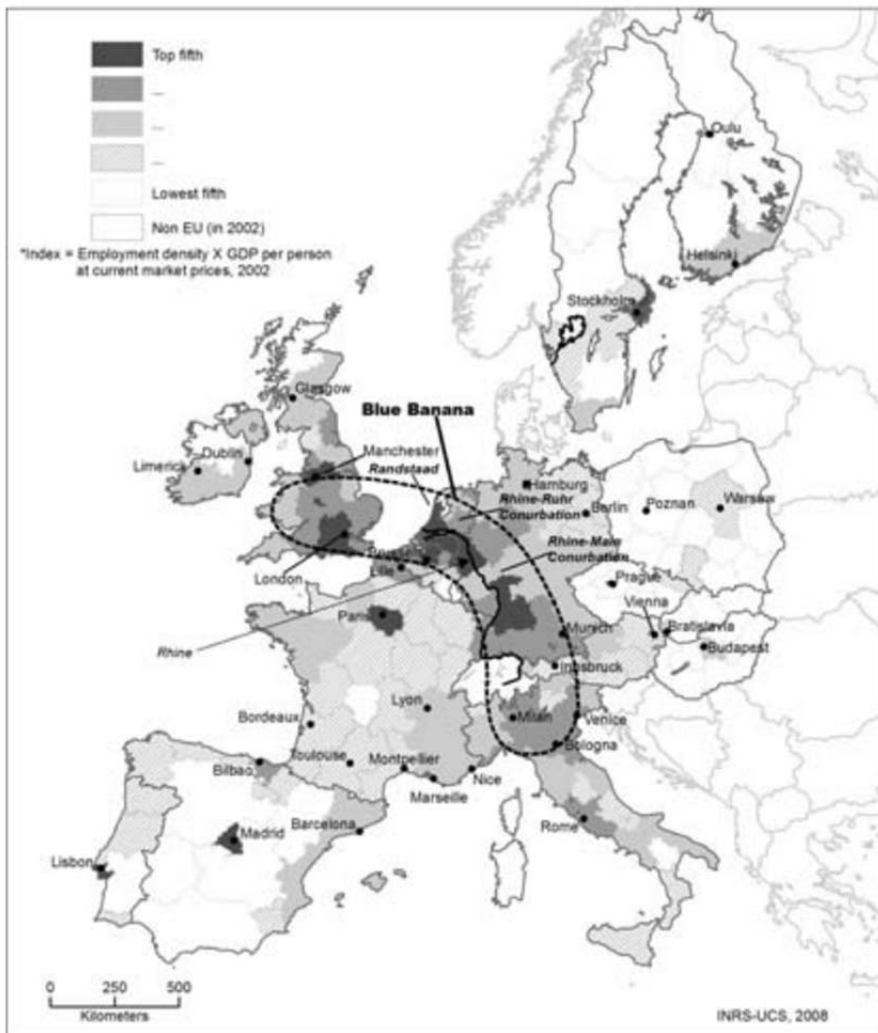 Top fifth
_
_
_
Lowest fifth
Non EU (in 2002)
*Index = Employment density X GDP per person
at current market prices, 2002
Oulu
Helsinki
Stockholm
Glasgow
Blue Banana
Dublin
Limerick
Manchester
Randstaad
Hamburg
Rhine-Ruhr
Conurbation
Berlin
Poznan
Warsaw
Rhine-Main
Conurbation
London
Lille
Prague
Paris
Vienna
Bratislavia
Munich
Budapest
Rhine
Innsbruck
Lyon
Milan
Venice
Bordeaux
Bologna
Toulouse
Montpellier
Bilbao
Nice
Marseille
Barcelona
Rome
Madrid
Lisbon
0 250 500
Kilometers
INRS-UCS, 2008